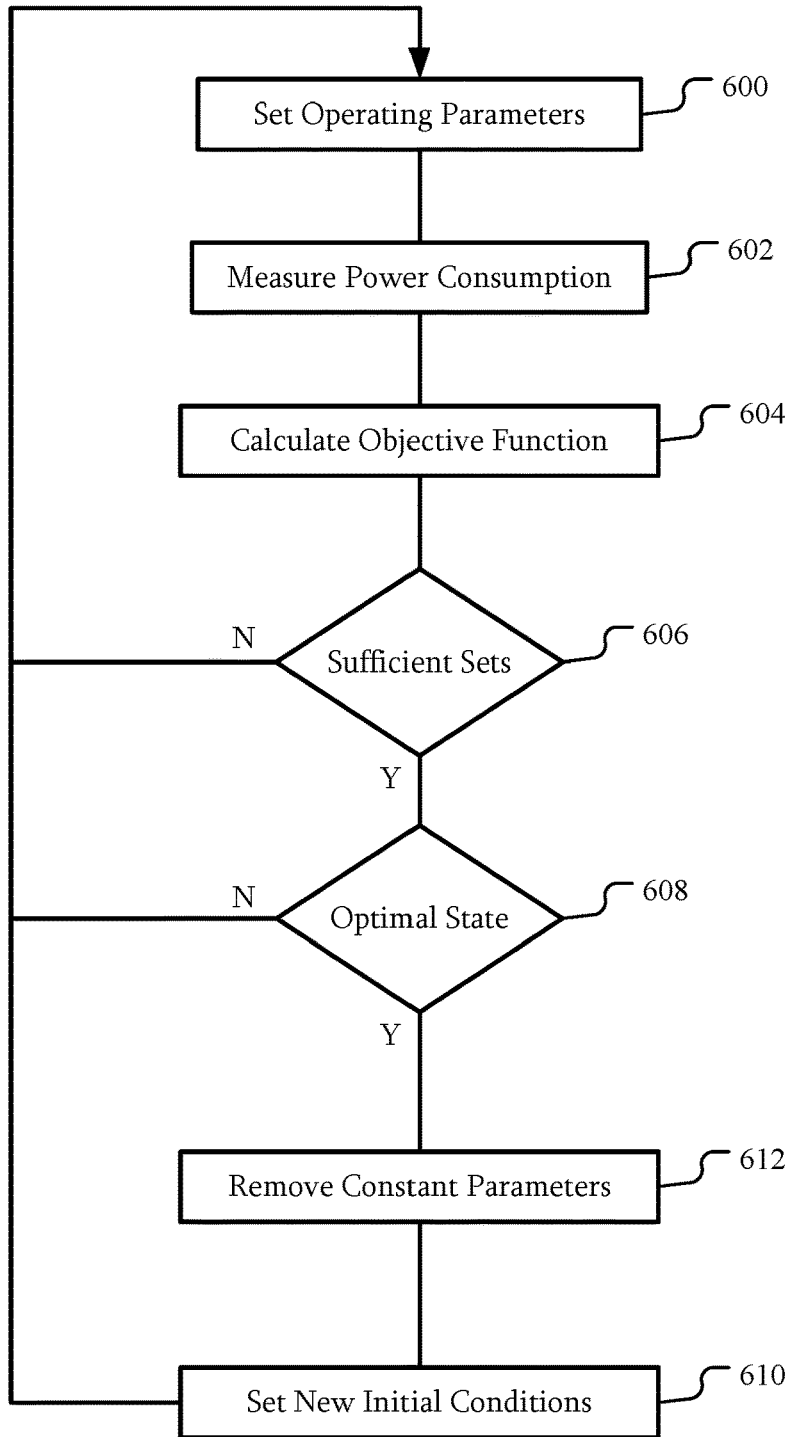 600
Set Operating Parameters
602
Measure Power Consumption
604
Calculate Objective Function
N
606
Sufficient Sets
Y
N
608
Optimal State
Y
612
Remove Constant Parameters
610
Set New Initial Conditions